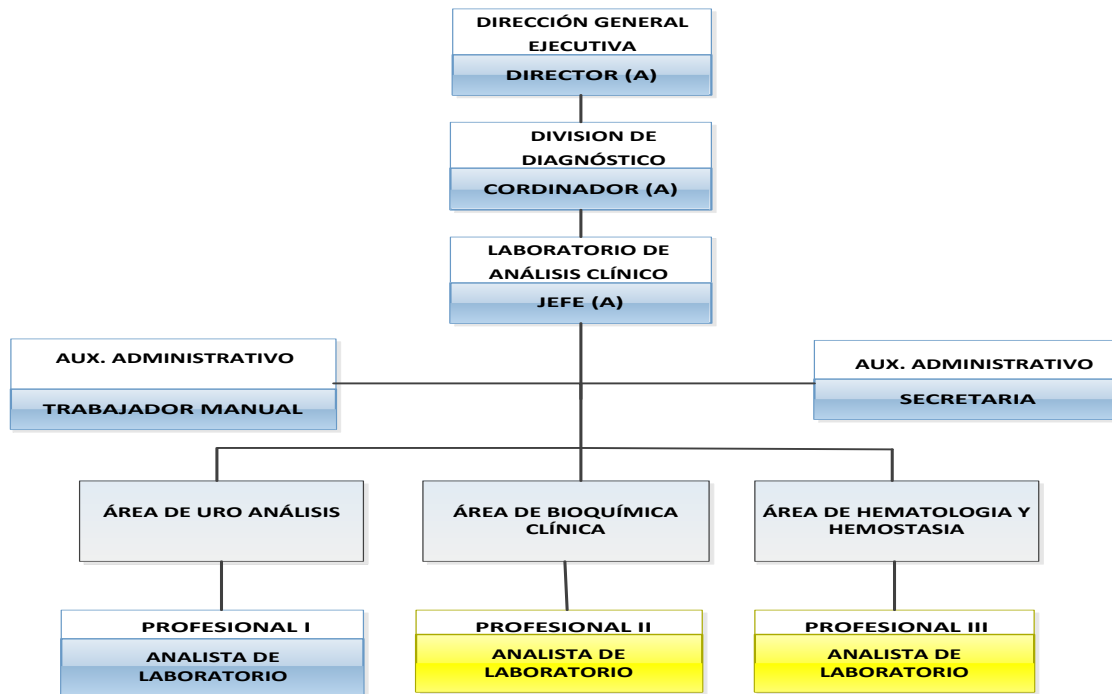 DIRECCIÓN GENERAL
EJECUTIVA
DIRECTOR (A)
DIVISION DE
DIAGNÓSTICO
CORDINADOR (A)
LABORATORIO DE
ANÁLISIS CLÍNICO
JEFE (A)
AUX. ADMINISTRATIVO
TRABAJADOR MANUAL
AUX. ADMINISTRATIVO
SECRETARIA
ÁREA DE URO ANÁLISIS
ÁREA DE BIOQUÍMICA
CLÍNICA
ÁREA DE HEMATOLOGIA Y
HEMOSTASIA
PROFESIONAL I
ANALISTA DE
LABORATORIO
PROFESIONAL II
ANALISTA DE
LABORATORIO
PROFESIONAL III
ANALISTA DE
LABORATORIO